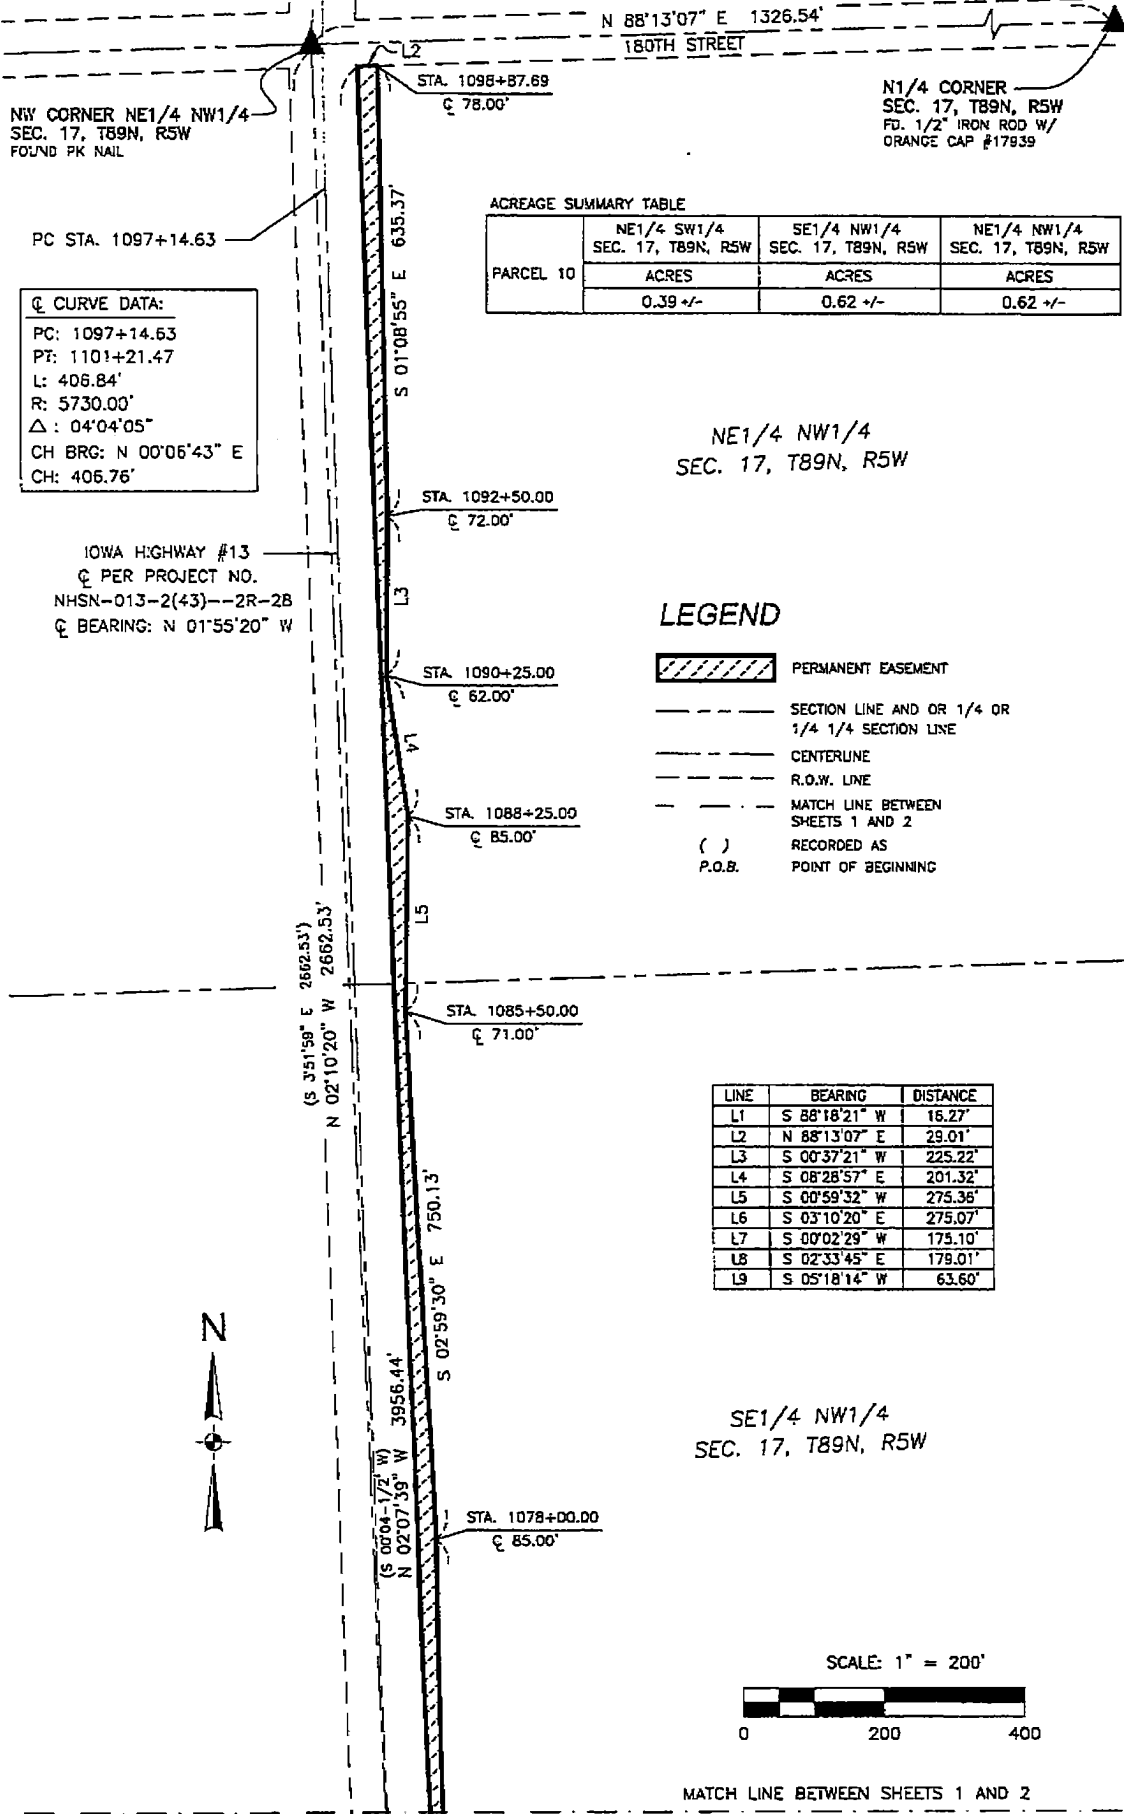 N 88°13'07" E 1326.54'
180TH STREET
L2
STA. 1098+87.69
℄ 78.00'
NW CORNER NE1/4 NW1/4
SEC. 17, T89N, R5W
FOUND PK NAIL
N1/4 CORNER
SEC. 17, T89N, R5W
FD. 1/2" IRON ROD W/
ORANGE CAP #17939
PC STA. 1097+14.63
S 01°08'55" E 635.37'
ACREAGE SUMMARY TABLE
PARCEL 10
NE1/4 SW1/4 SEC. 17, T89N, R5W
SE1/4 NW1/4 SEC. 17, T89N, R5W
NE1/4 NW1/4 SEC. 17, T89N, R5W
ACRES ACRES ACRES
0.39 +/- 0.62 +/- 0.62 +/-
℄ CURVE DATA:
PC: 1097+14.63
PT: 1101+21.47
L: 406.84'
R: 5730.00'
△: 04°04'05"
CH BRG: N 00°06'43" E
CH: 406.76'
NE1/4 NW1/4
SEC. 17, T89N, R5W
STA. 1092+50.00
℄ 72.00'
IOWA HIGHWAY #13
℄ PER PROJECT NO.
NHSN-013-2(43)--2R-28
℄ BEARING: N 01°55'20" W
L3
STA. 1090+25.00
℄ 62.00'
L4
STA. 1088+25.00
℄ 85.00'
L5
LEGEND
PERMANENT EASEMENT
SECTION LINE AND OR 1/4 OR
1/4 1/4 SECTION LINE
CENTERLINE
R.O.W. LINE
MATCH LINE BETWEEN
SHEETS 1 AND 2
( ) RECORDED AS
P.O.B. POINT OF BEGINNING
(S 3°51'59" E 2662.53')
N 02°10'20" W 2662.53'
STA. 1085+50.00
℄ 71.00'
LINE BEARING DISTANCE
L1 S 88°18'21" W 16.27'
L2 N 88°13'07" E 29.01'
L3 S 00°37'21" W 225.22'
L4 S 08°28'57" E 201.32'
L5 S 00°59'32" W 275.36'
L6 S 03°10'20" E 275.07'
L7 S 00°02'29" W 175.10'
L8 S 02°33'45" E 179.01'
L9 S 05°18'14" W 63.60'
S 02°59'30" E 750.13'
N
(S 00°04-1/2' W)
N 02°07'39" W 3956.44'
SE1/4 NW1/4
SEC. 17, T89N, R5W
STA. 1078+00.00
℄ 85.00'
SCALE: 1" = 200'
0 200 400
MATCH LINE BETWEEN SHEETS 1 AND 2